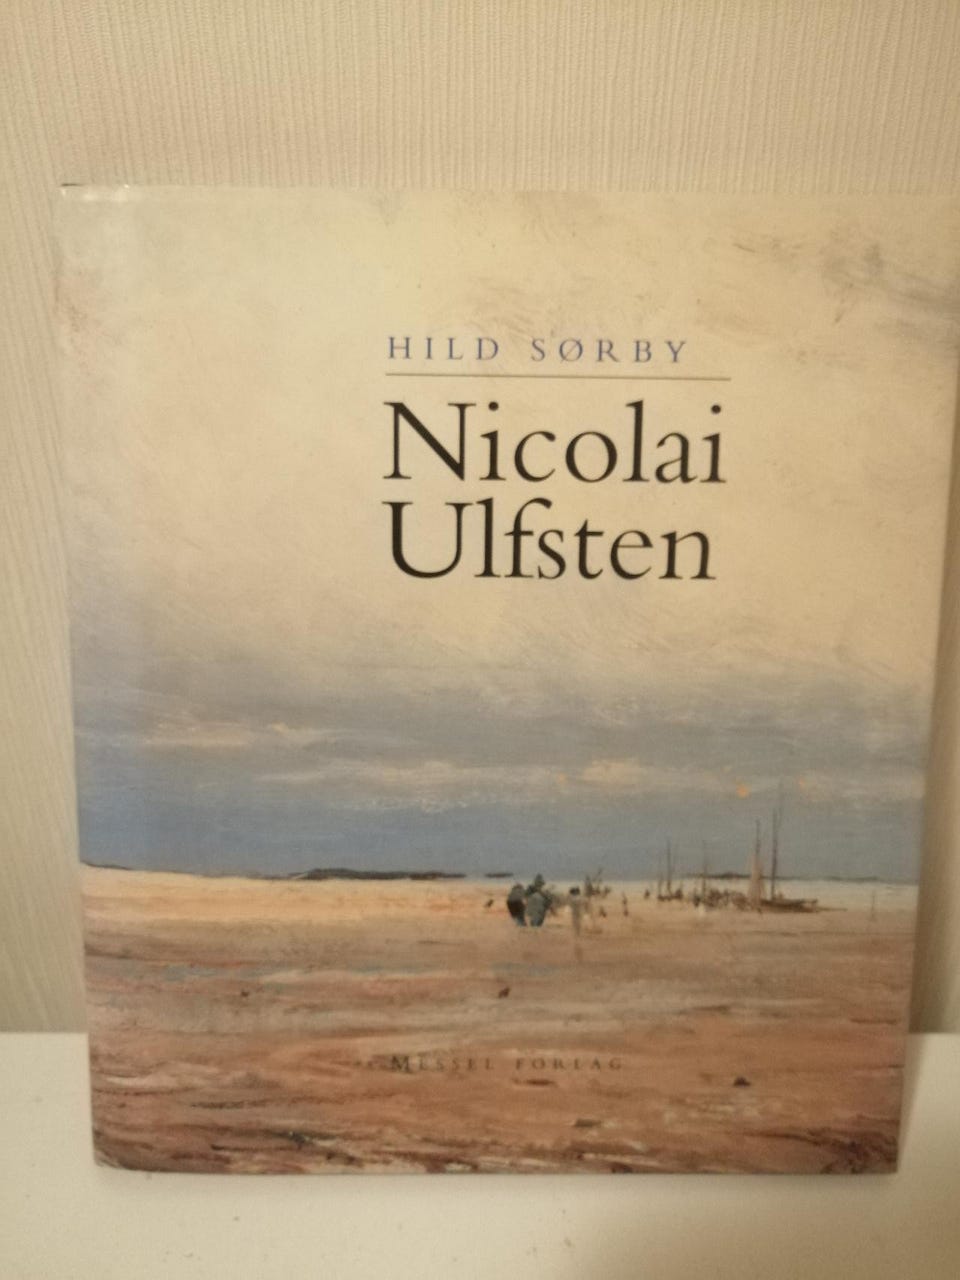 HILD SØRBY
Nicolai
Ulfsten
MESSEL FORLAG